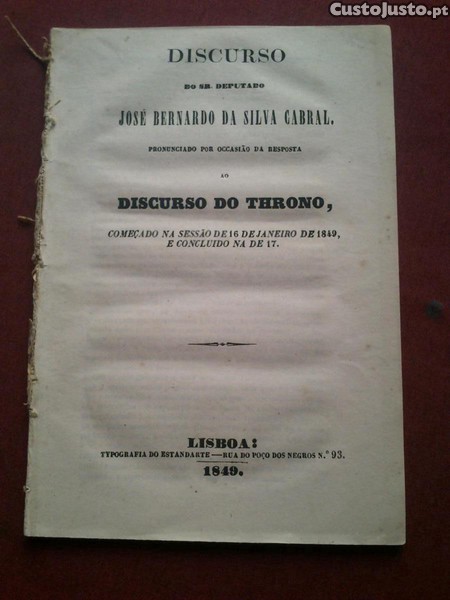 CustoJusto.pt
DISCURSO
DO SR. DEPUTADO
JOSÉ BERNARDO DA SILVA CABRAL.
PRONUNCIADO POR OCCASIÃO DA RESPOSTA
AO
DISCURSO DO THRONO,
COMEÇADO NA SESSÃO DE 16 DE JANEIRO DE 1849,
E CONCLUIDO NA DE 17.
LISBOA:
TYPOGRAFIA DO ESTANDARTE — RUA DO POÇO DOS NEGROS N.º 93.
1849.